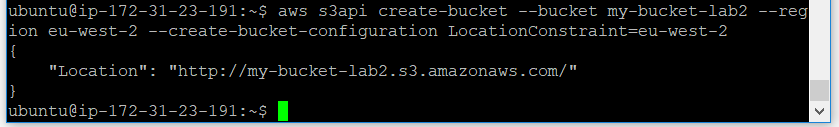 ubuntu@ip-172-31-23-191:~$ aws s3api create-bucket --bucket my-bucket-lab2 --reg
ion eu-west-2 --create-bucket-configuration LocationConstraint=eu-west-2
{
    "Location": "http://my-bucket-lab2.s3.amazonaws.com/"
}
ubuntu@ip-172-31-23-191:~$